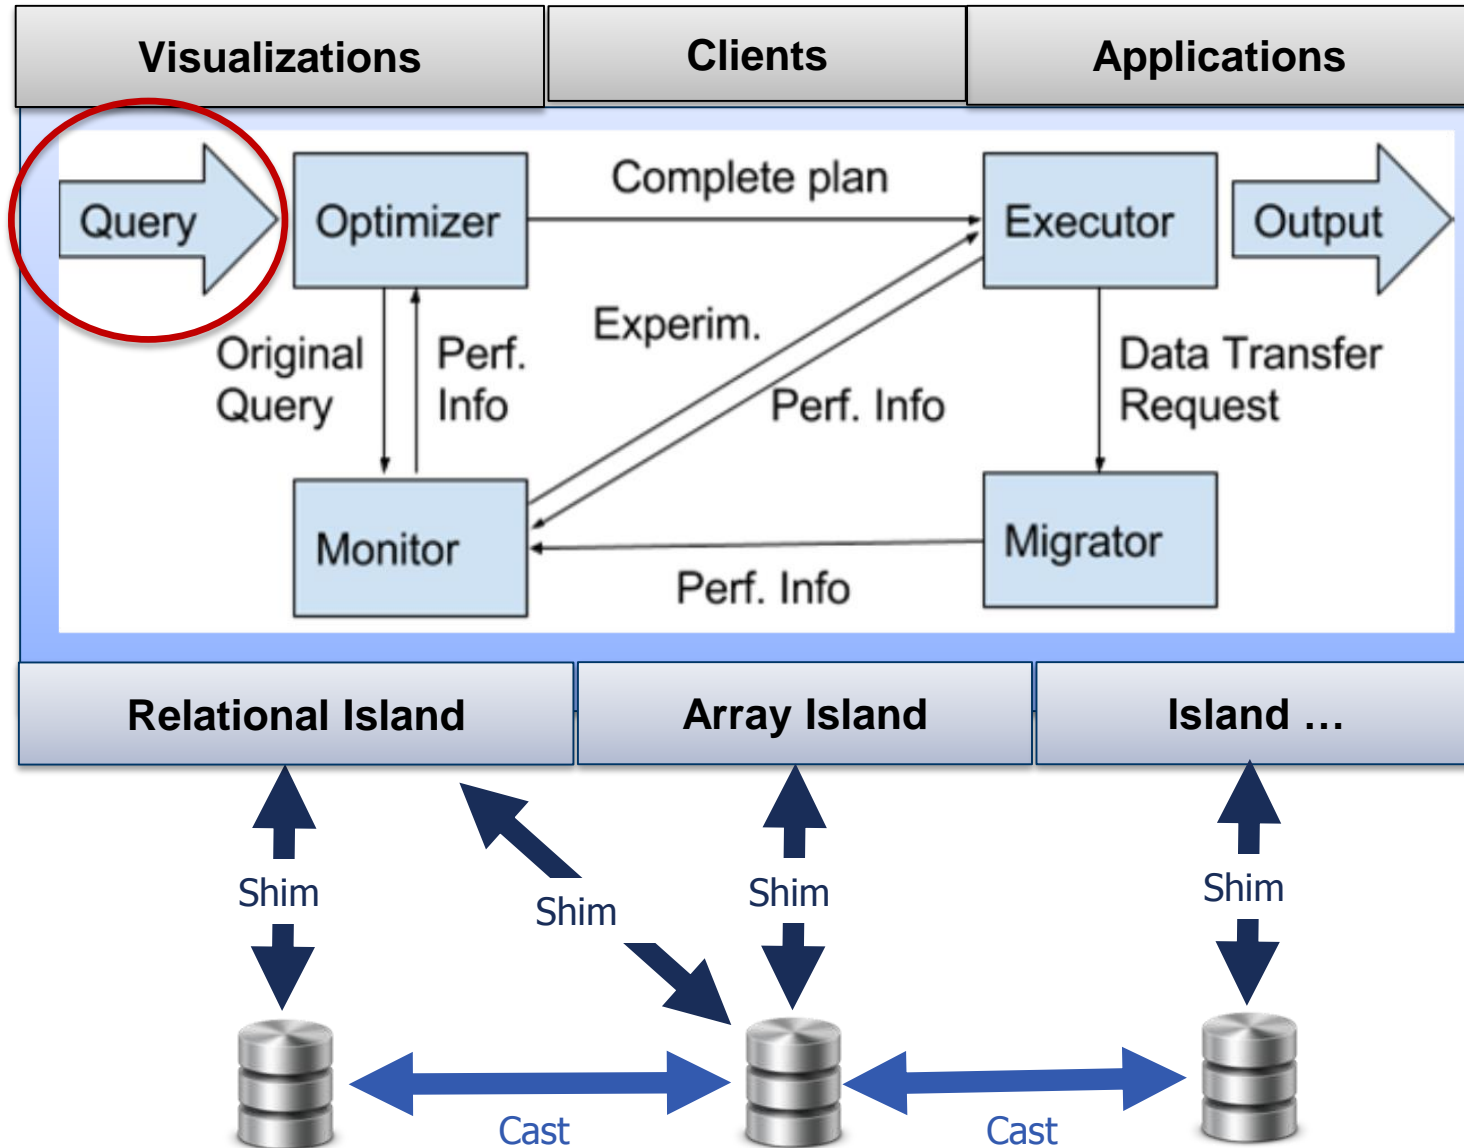 Visualizations
Clients
Applications
Query
Optimizer
Complete plan
Executor
Output
Original
Query
Perf.
Info
Experim.
Perf. Info
Data Transfer
Request
Monitor
Perf. Info
Migrator
Relational Island
Array Island
Island …
Shim
Shim
Shim
Shim
Cast
Cast